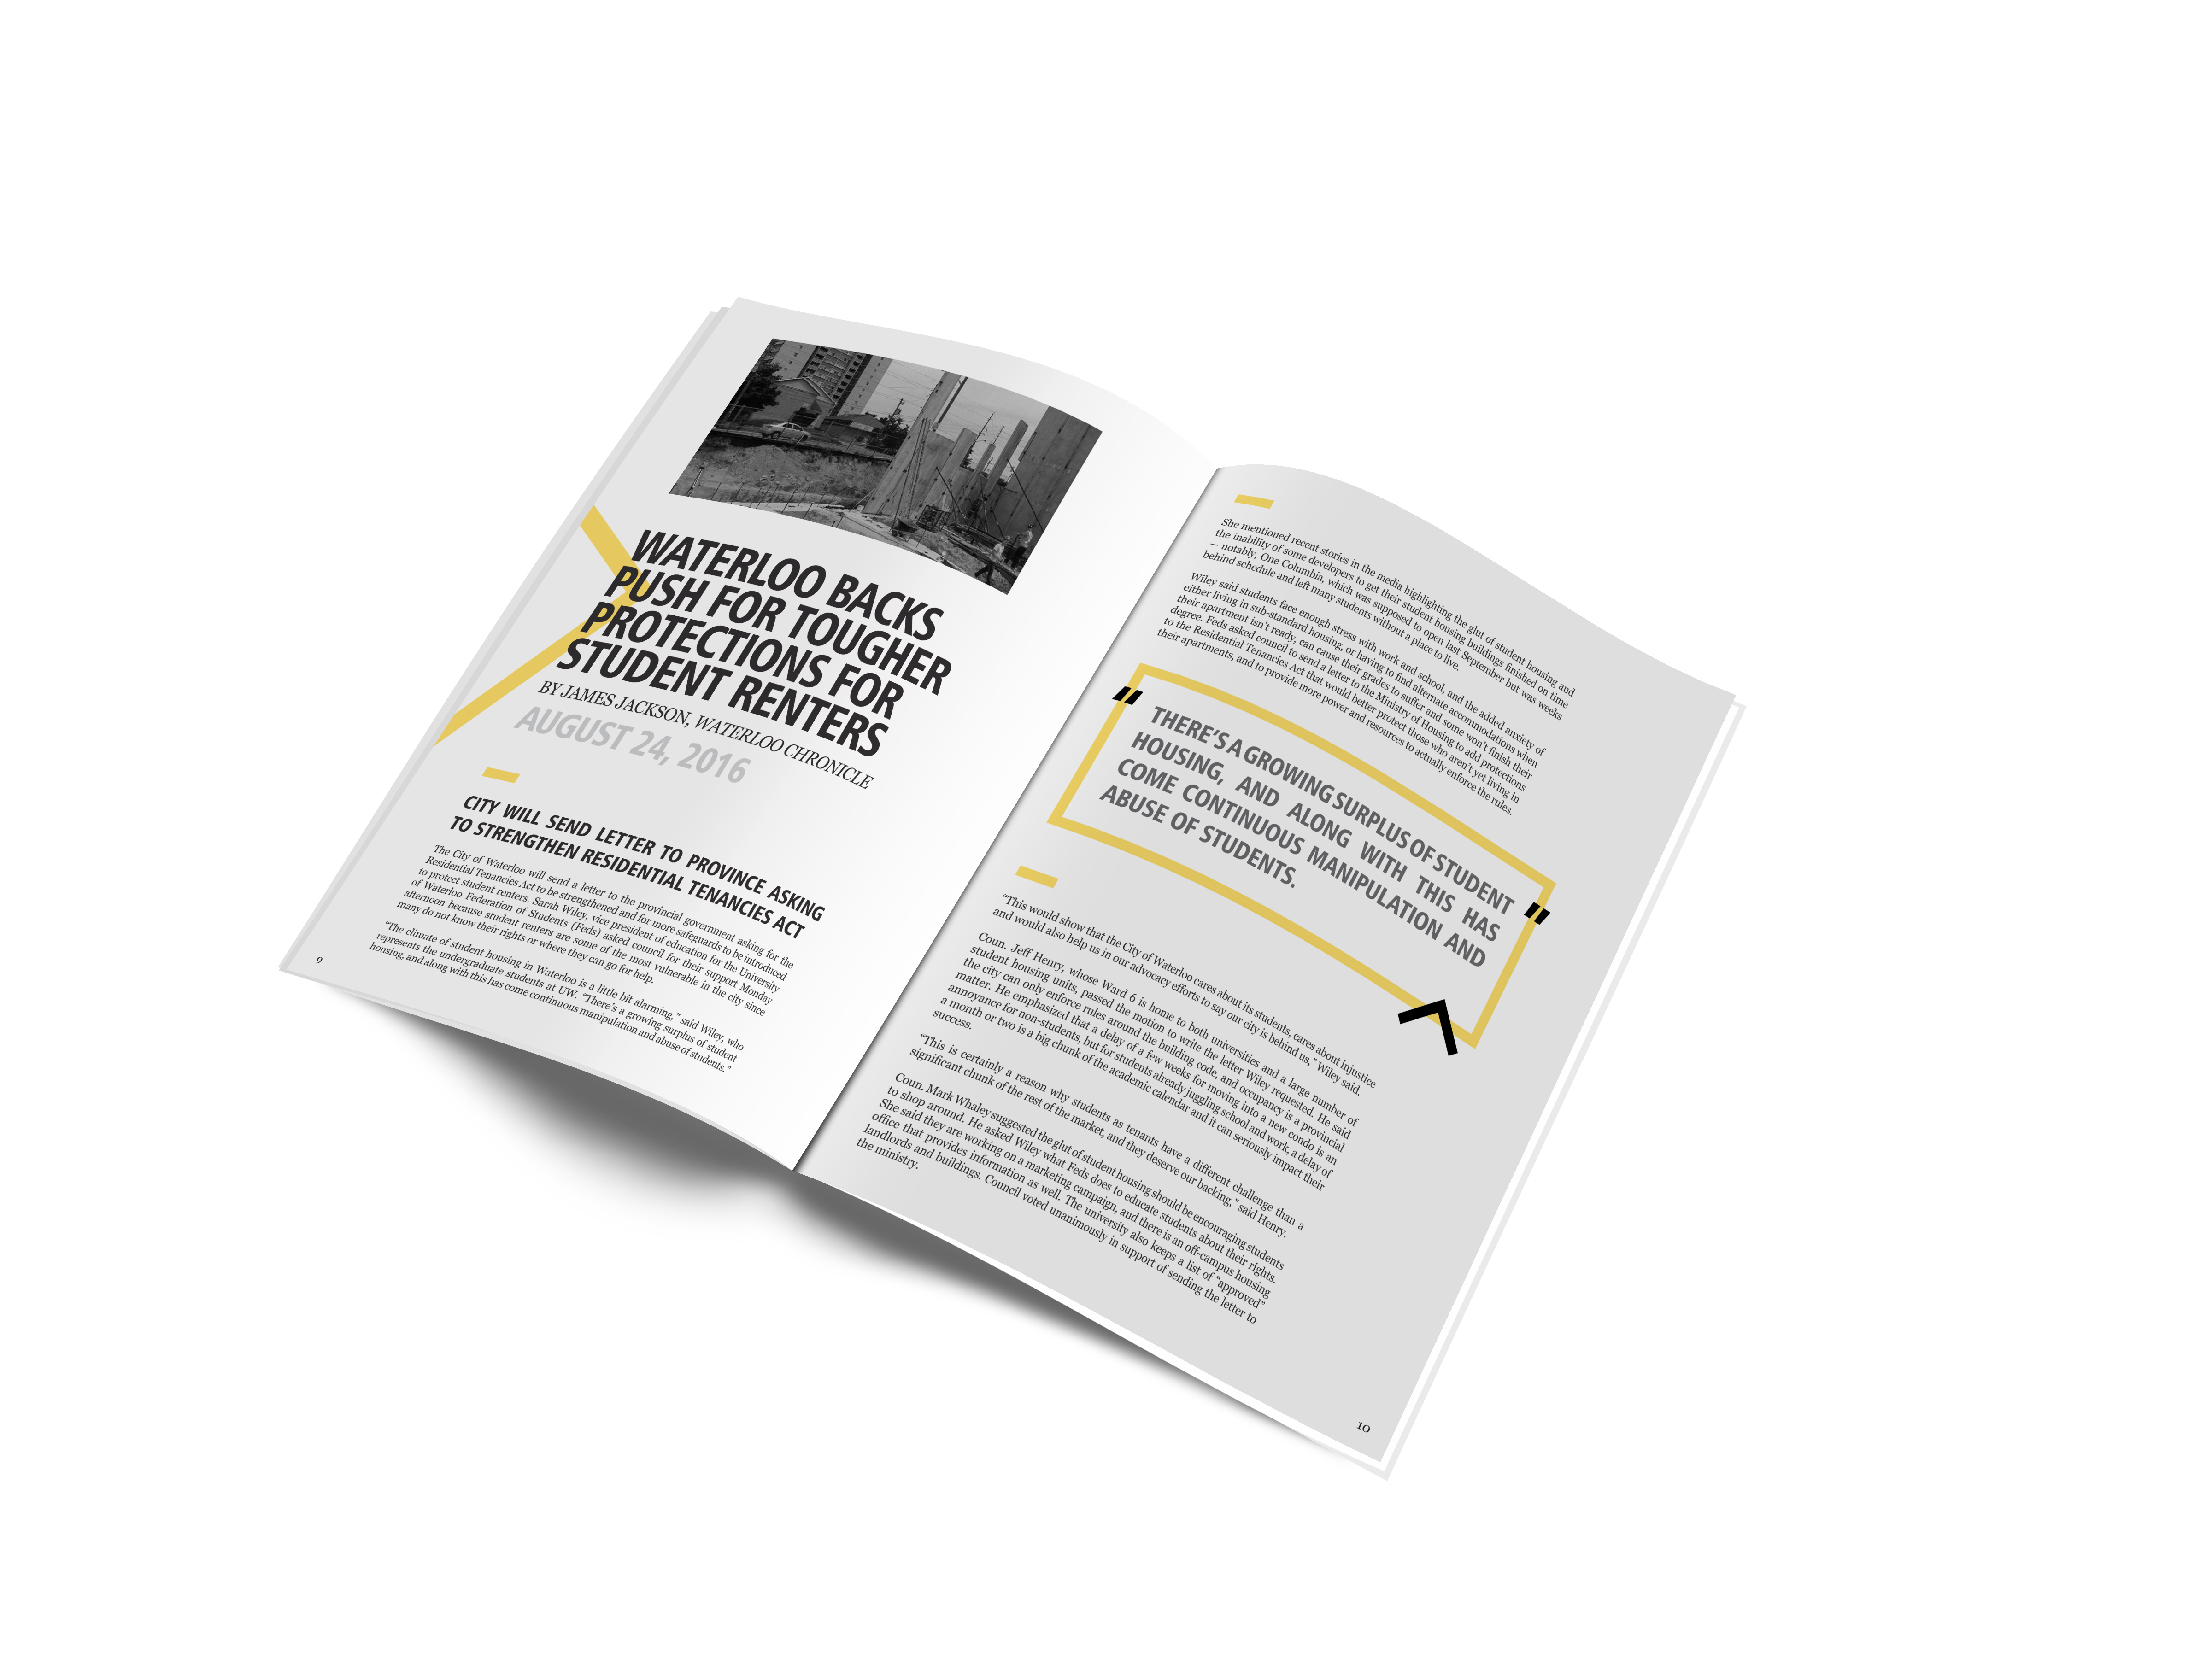 WATERLOO BACKS
PUSH FOR TOUGHER
PROTECTIONS FOR
STUDENT RENTERS
BY JAMES JACKSON, WATERLOO CHRONICLE
AUGUST 24, 2016
CITY WILL SEND LETTER TO PROVINCE ASKING
TO STRENGTHEN RESIDENTIAL TENANCIES ACT
The City of Waterloo will send a letter to the provincial government asking for the
Residential Tenancies Act to be strengthened and for more safeguards to be introduced
to protect student renters. Sarah Wiley, vice president of education for the University
of Waterloo Federation of Students (Feds) asked council for their support Monday
afternoon because student renters are some of the most vulnerable in the city since
many do not know their rights or where they can go for help.
“The climate of student housing in Waterloo is a little bit alarming,” said Wiley, who
represents the undergraduate students at UW. “There’s a growing surplus of student
housing, and along with this has come continuous manipulation and abuse of students.”
9
She mentioned recent stories in the media highlighting the glut of student housing and
the inability of some developers to get their student housing buildings finished on time
— notably, One Columbia, which was supposed to open last September but was weeks
behind schedule and left many students without a place to live.
Wiley said students face enough stress with work and school, and the added anxiety of
either living in sub-standard housing, or having to find alternate accommodations when
their apartment isn’t ready, can cause their grades to suffer and some won’t finish their
degree. Feds asked council to send a letter to the Ministry of Housing to add protections
to the Residential Tenancies Act that would better protect those who aren’t yet living in
their apartments, and to provide more power and resources to actually enforce the rules.
“
THERE’S A GROWING SURPLUS OF STUDENT
HOUSING, AND ALONG WITH THIS HAS
COME CONTINUOUS MANIPULATION AND
ABUSE OF STUDENTS.
”
“This would show that the City of Waterloo cares about its students, cares about injustice
and would also help us in our advocacy efforts to say our city is behind us,” Wiley said.
Coun. Jeff Henry, whose Ward 6 is home to both universities and a large number of
student housing units, passed the motion to write the letter Wiley requested. He said
the city can only enforce rules around the building code, and occupancy is a provincial
matter. He emphasized that a delay of a few weeks for moving into a new condo is an
annoyance for non-students, but for students already juggling school and work, a delay of
a month or two is a big chunk of the academic calendar and it can seriously impact their
success.
“This is certainly a reason why students as tenants have a different challenge than a
significant chunk of the rest of the market, and they deserve our backing,” said Henry.
Coun. Mark Whaley suggested the glut of student housing should be encouraging students
to shop around. He asked Wiley what Feds does to educate students about their rights.
She said they are working on a marketing campaign, and there is an off-campus housing
office that provides information as well. The university also keeps a list of “approved”
landlords and buildings. Council voted unanimously in support of sending the letter to
the ministry.
10